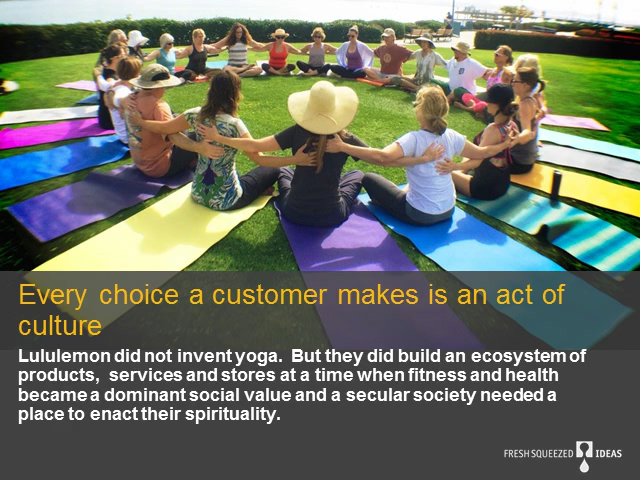 Every choice a customer makes is an act of
culture
Lululemon did not invent yoga.  But they did build an ecosystem of
products,  services and stores at a time when fitness and health
became a dominant social value and a secular society needed a
place to enact their spirituality.
FRESH SQUEEZED IDEAS